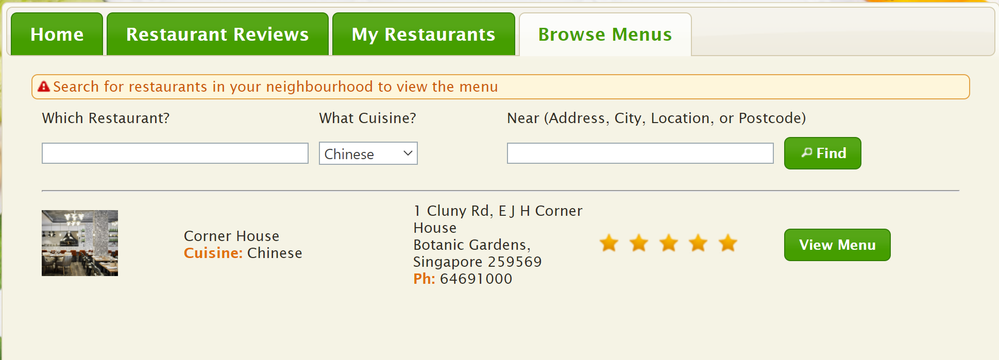 Home
Restaurant Reviews
My Restaurants
Browse Menus
Search for restaurants in your neighbourhood to view the menu
Which Restaurant?
What Cuisine?
Near (Address, City, Location, or Postcode)
Chinese
Find
Corner House
Cuisine: Chinese
1 Cluny Rd, E J H Corner
House
Botanic Gardens,
Singapore 259569
Ph: 64691000
View Menu